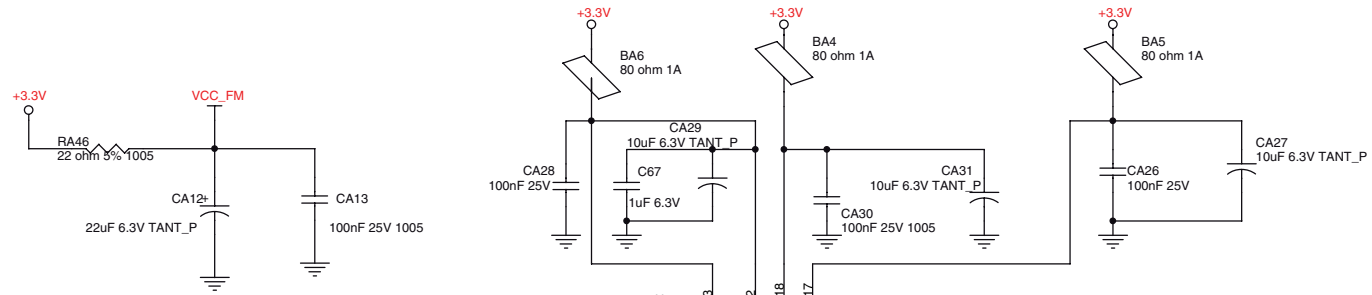 +3.3V
+3.3V
+3.3V
BA6
80 ohm 1A
BA4
80 ohm 1A
BA5
80 ohm 1A
+3.3V
VCC_FM
RA46
22 ohm 5% 1005
CA29
10uF 6.3V TANT_P
CA27
10uF 6.3V TANT_P
CA28
100nF 25V
C67
1uF 6.3V
CA31
10uF 6.3V TANT_P
CA26
100nF 25V
CA12+
22uF 6.3V TANT_P
CA13
100nF 25V 1005
CA30
100nF 25V 1005
18
17